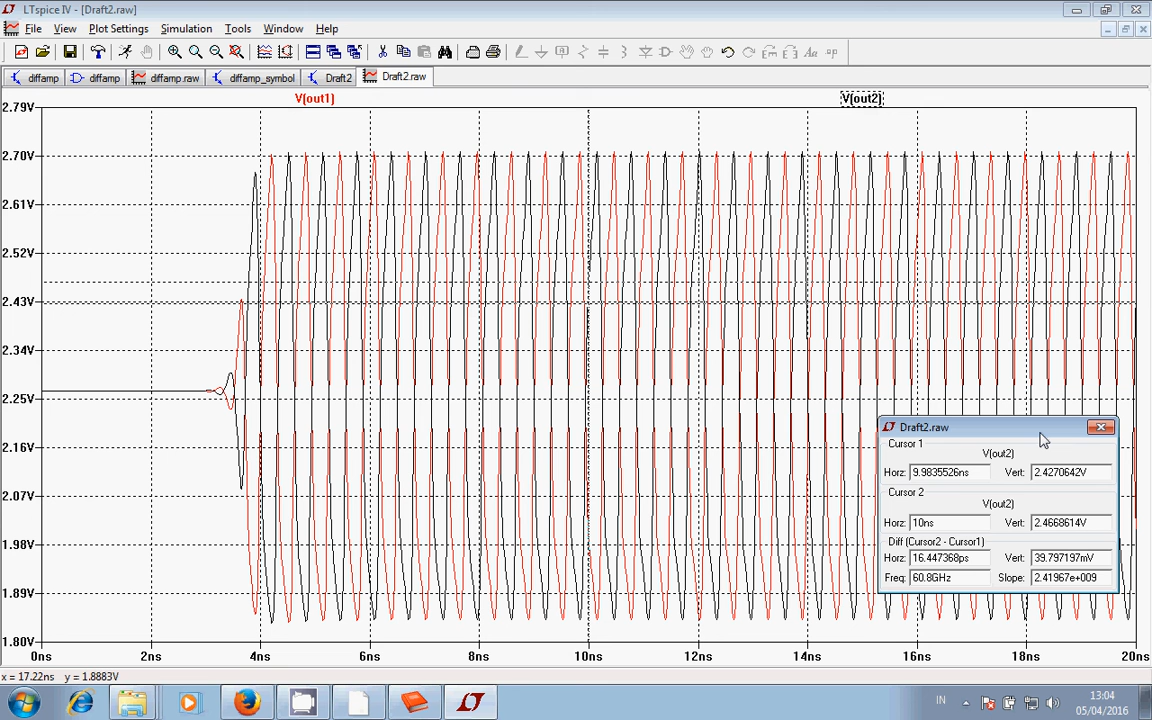 LTspice IV - [Draft2.raw]
File View Plot Settings Simulation Tools Window Help
diffamp diffamp diffamp.raw diffamp_symbol Draft2 Draft2.raw
V(out1) V(out2)
2.79V
2.70V
2.61V
2.52V
2.43V
2.34V
2.25V
2.16V
2.07V
1.98V
1.89V
1.80V
0ns 2ns 4ns 6ns 8ns 10ns 12ns 14ns 16ns 18ns 20ns
Draft2.raw
Cursor 1
V(out2)
Horz: 9.9835526ns Vert: 2.4270642V
Cursor 2
V(out2)
Horz: 10ns Vert: 2.4668614V
Diff (Cursor2 - Cursor1)
Horz: 16.447368ps Vert: 39.797197mV
Freq: 60.8GHz Slope: 2.41967e+009
x = 17.22ns y = 1.8883V
IN
13:04
05/04/2016